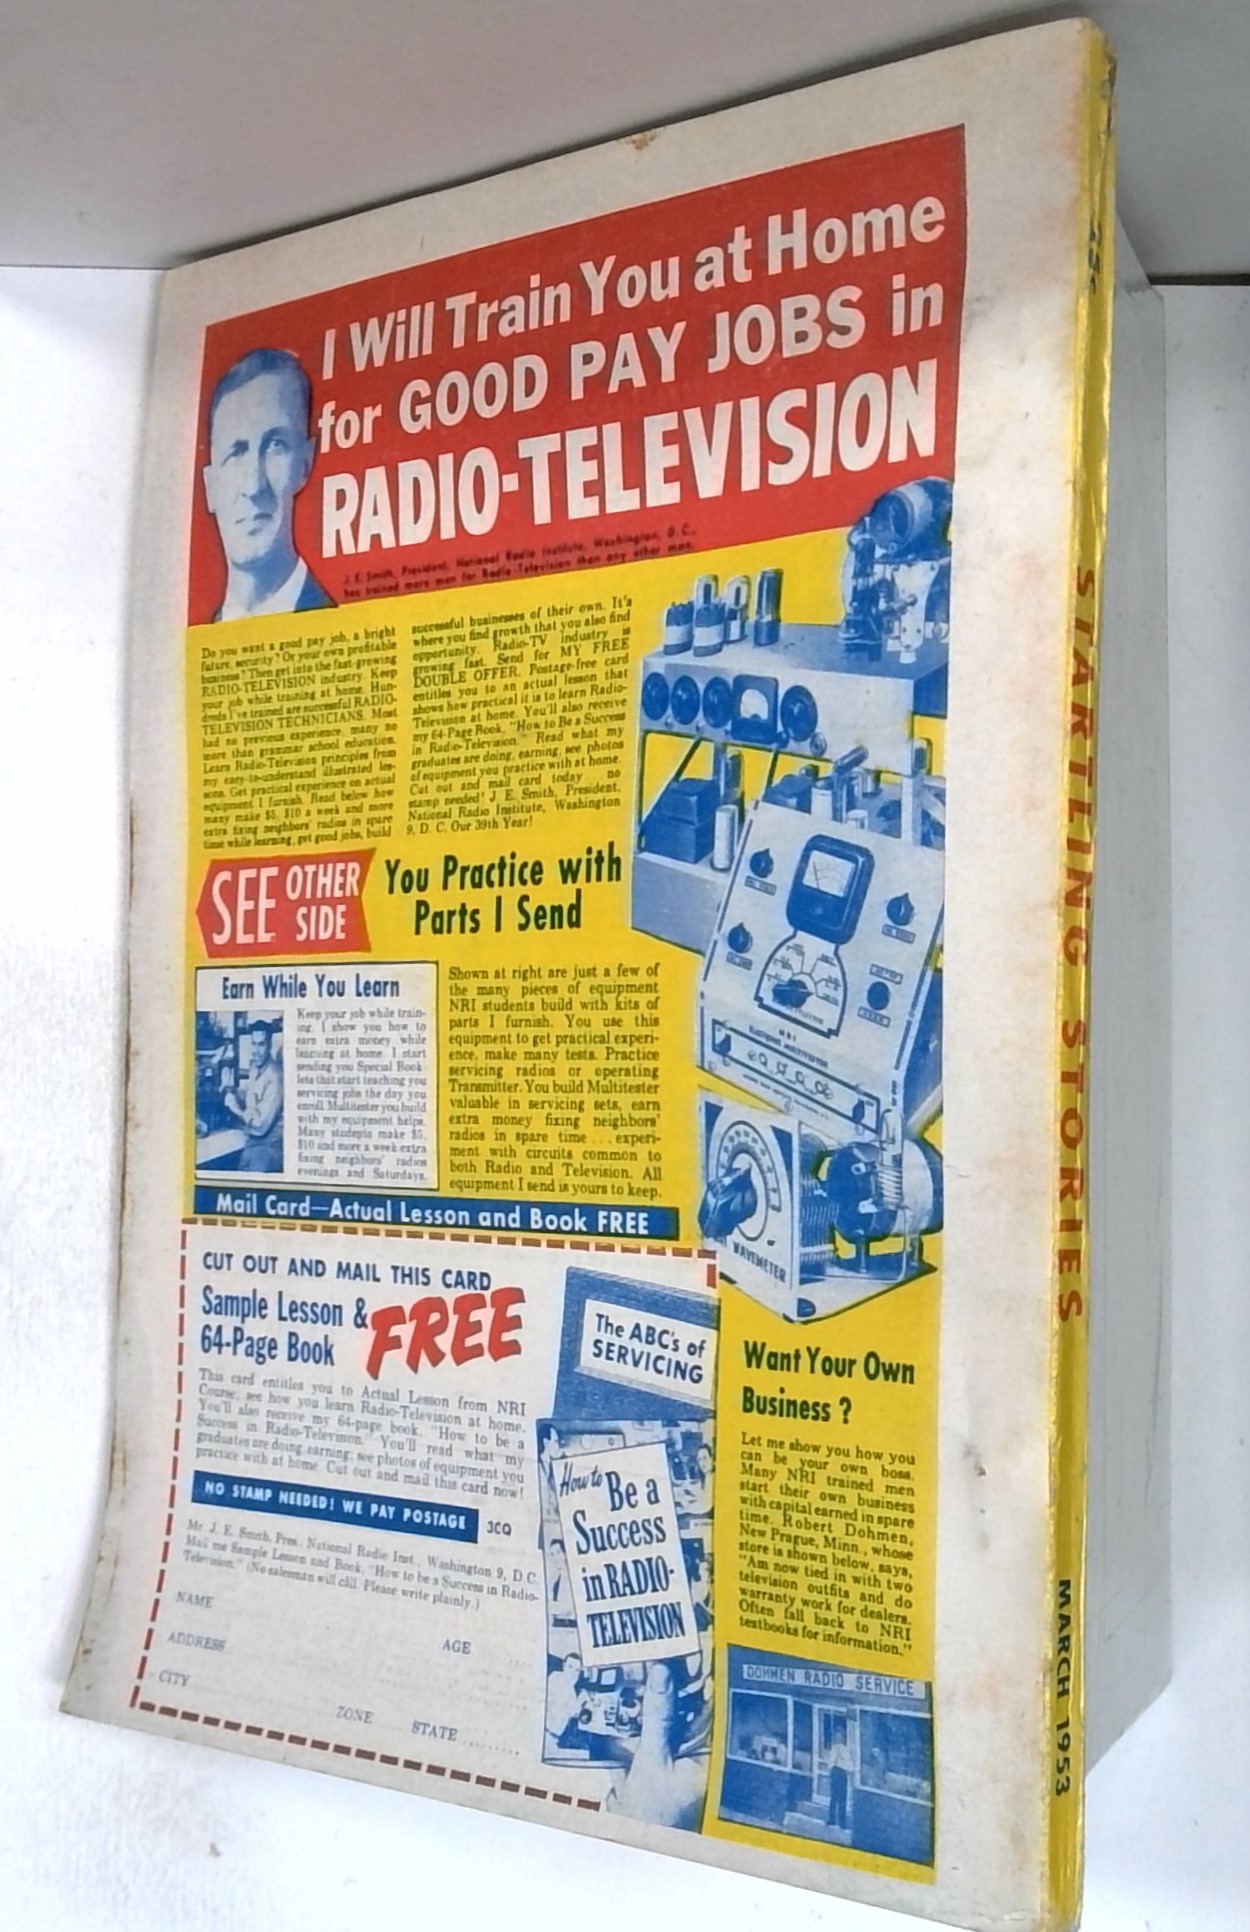 I Will Train You at Home
for GOOD PAY JOBS in
RADIO-TELEVISION
J. E. Smith, President, National Radio Institute, Washington, D. C.,
has trained more men for Radio-Television than any other man.
Do you want a good pay job, a bright
future, security? Or your own profitable
business? Then get into the fast-growing
RADIO-TELEVISION industry. Keep
your job while training at home. Hun-
dreds I've trained are successful RADIO-
TELEVISION TECHNICIANS. Most
had no previous experience, many no
more than grammar school education.
Learn Radio-Television principles from
my easy-to-understand illustrated les-
sons. Get practical experience on actual
equipment I furnish. Read below how
many make $5, $10 a week and more
extra fixing neighbors' radios in spare
time while learning, get good jobs, build
successful businesses of their own. It's
where you find growth that you also find
opportunity. Radio-TV industry is
growing fast. Send for MY FREE
DOUBLE OFFER. Postage-free card
entitles you to an actual lesson that
shows how practical it is to learn Radio-
Television at home. You'll also receive
my 64-Page Book, "How to Be a Success
in Radio-Television." Read what my
graduates are doing, earning, see photos
of equipment you practice with at home.
Cut out and mail card today . . . no
stamp needed! J. E. Smith, President,
National Radio Institute, Washington
9, D. C. Our 39th Year!
SEE OTHER
SIDE
You Practice with
Parts I Send
Earn While You Learn
Keep your job while train-
ing. I show you how to
earn extra money while
learning at home. I start
sending you Special Book-
lets that start teaching you
servicing jobs the day you
enroll. Multitester you build
with my equipment helps.
Many students make $5,
$10 and more a week extra
fixing neighbors' radios
evenings and Saturdays.
Shown at right are just a few of
the many pieces of equipment
NRI students build with kits of
parts I furnish. You use this
equipment to get practical experi-
ence, make many tests. Practice
servicing radios or operating
Transmitter. You build Multitester
valuable in servicing sets, earn
extra money fixing neighbors'
radios in spare time . . . experi-
ment with circuits common to
both Radio and Television. All
equipment I send is yours to keep.
NRI
WAVEMETER
Mail Card—Actual Lesson and Book FREE
CUT OUT AND MAIL THIS CARD
Sample Lesson &
64-Page Book
FREE
This card entitles you to Actual Lesson from NRI
Course; see how you learn Radio-Television at home.
You'll also receive my 64-page book, "How to be a
Success in Radio-Television." You'll read what my
graduates are doing, earning; see photos of equipment you
practice with at home. Cut out and mail this card now!
NO STAMP NEEDED! WE PAY POSTAGE
3CQ
Mr. J. E. Smith, Pres., National Radio Inst., Washington 9, D.C.
Mail me Sample Lesson and Book, "How to be a Success in Radio-
Television." (No salesman will call. Please write plainly.)
NAME
AGE
ADDRESS
CITY
ZONE
STATE
The ABC's of
SERVICING
How to
Be a
Success
in RADIO-
TELEVISION
Want Your Own
Business?
Let me show you how you
can be your own boss.
Many NRI trained men
start their own business
with capital earned in spare
time. Robert Dohmen,
New Prague, Minn., whose
store is shown below, says,
"Am now tied in with two
television outfits and do
warranty work for dealers.
Often fall back to NRI
textbooks for information."
DOHMEN RADIO SERVICE
25c
STARTLING STORIES
MARCH 1953